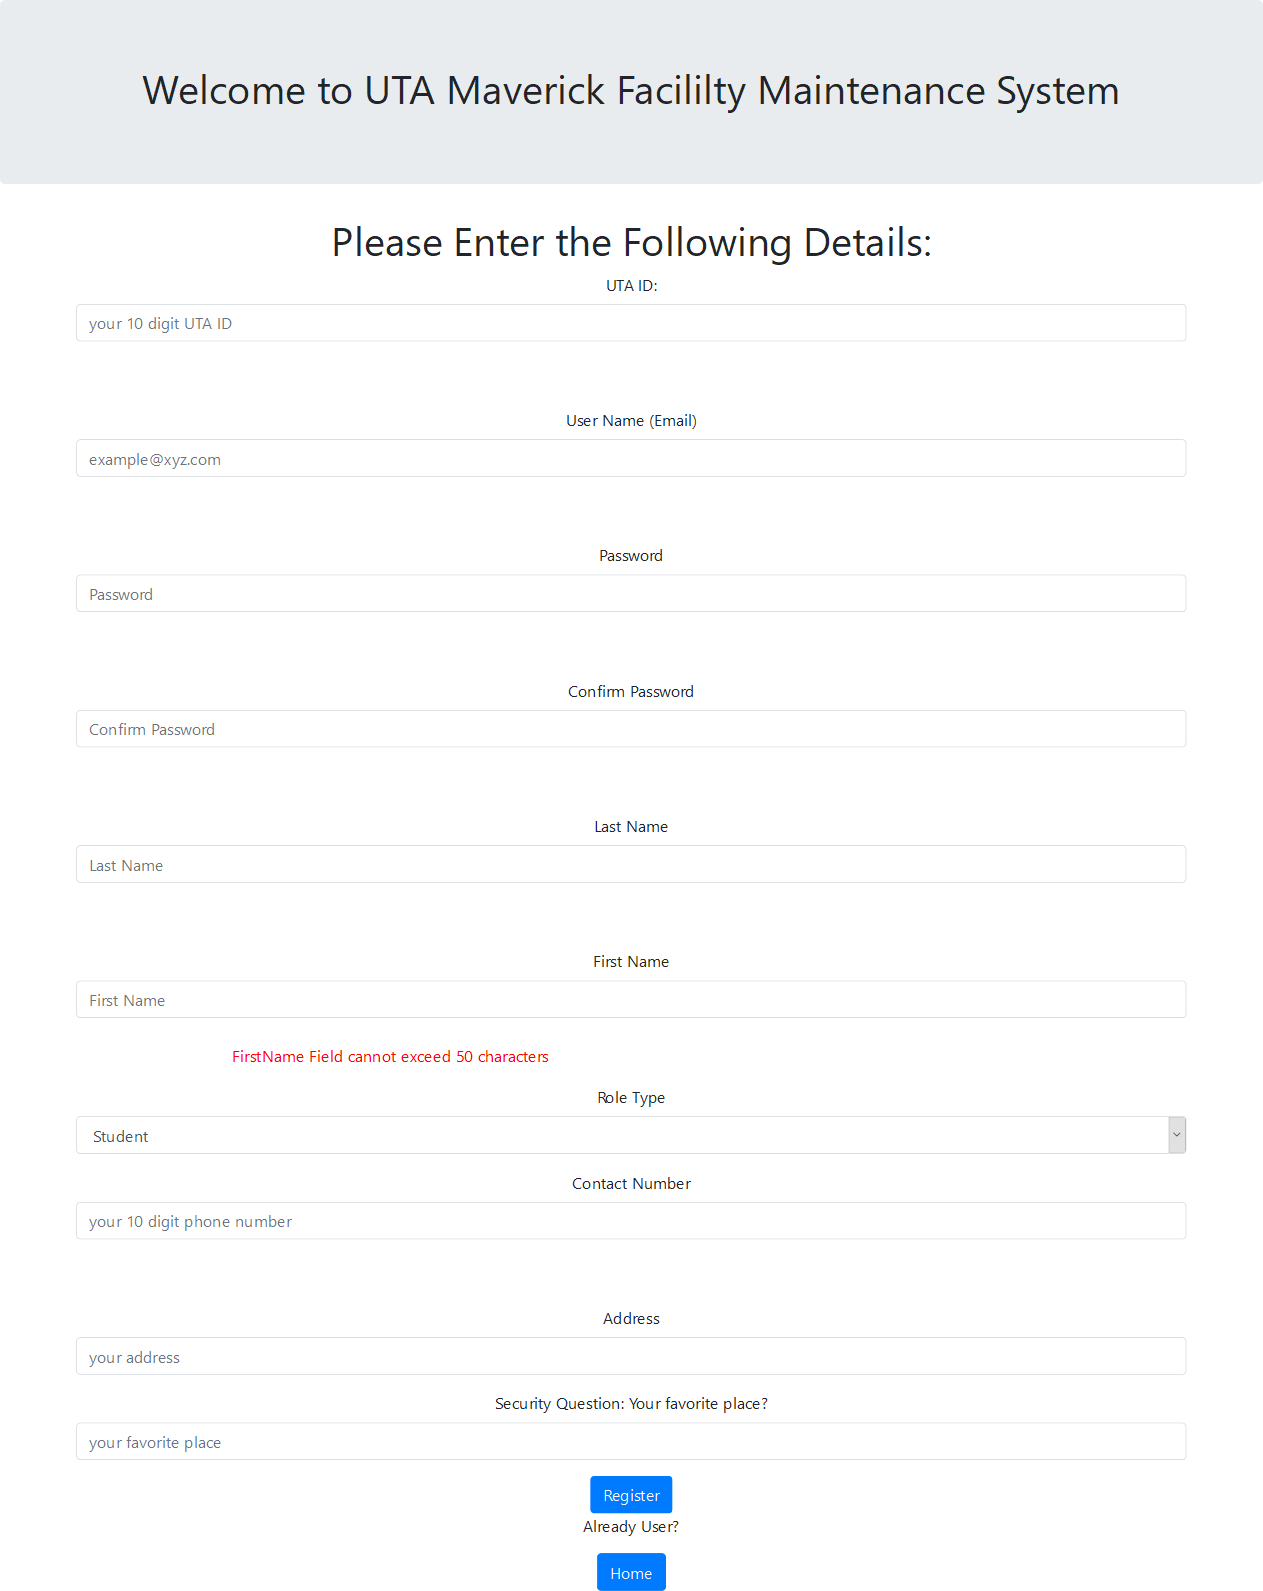 Welcome to UTA Maverick Facililty Maintenance System
Please Enter the Following Details:
UTA ID:
your 10 digit UTA ID
User Name (Email)
example@xyz.com
Password
Password
Confirm Password
Confirm Password
Last Name
Last Name
First Name
First Name
FirstName Field cannot exceed 50 characters
Role Type
Student
Contact Number
your 10 digit phone number
Address
your address
Security Question: Your favorite place?
your favorite place
Register
Already User?
Home